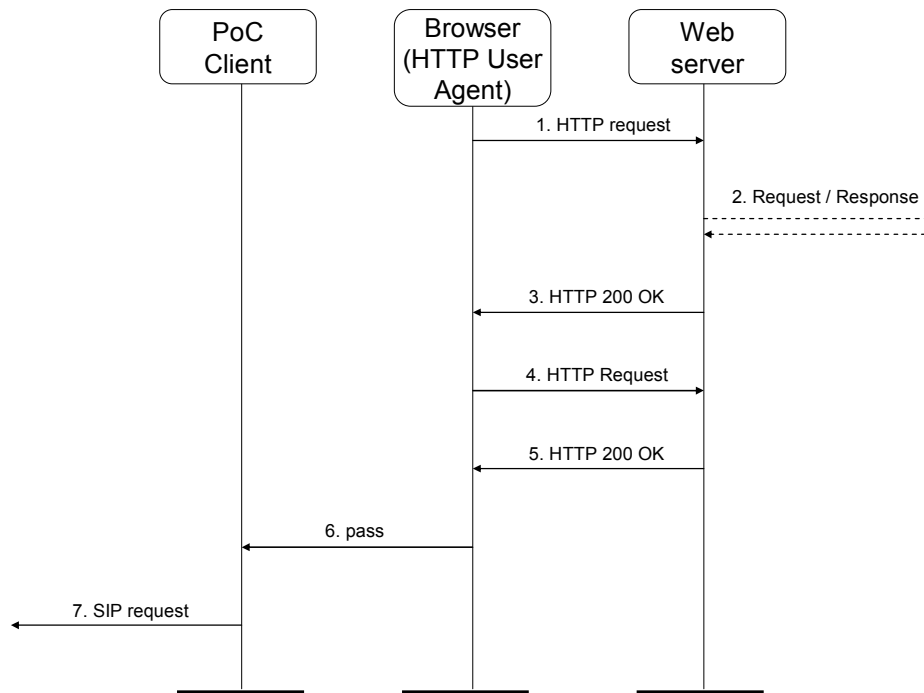 PoC
Client
Browser
(HTTP User
Agent)
Web
server
1. HTTP request
2. Request / Response
3. HTTP 200 OK
4. HTTP Request
5. HTTP 200 OK
6. pass
7. SIP request